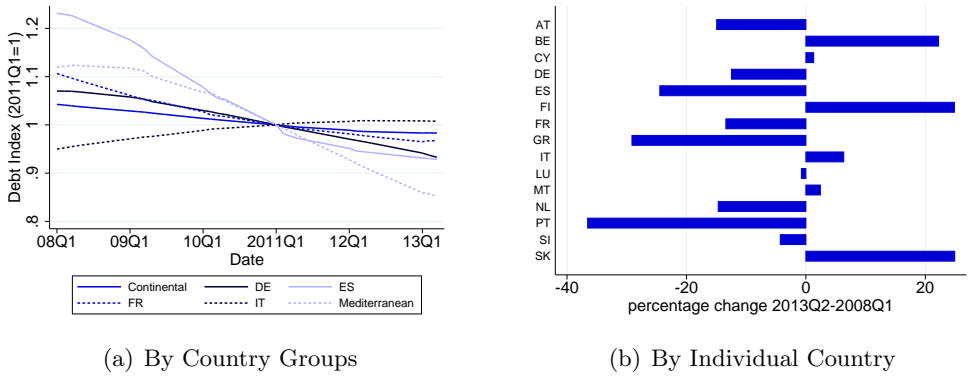 Debt Index (2011Q1=1)
1.2
1.1
1
.9
.8
08Q1 09Q1 10Q1 2011Q1 12Q1 13Q1
Date
Continental DE ES
FR IT Mediterranean
(a) By Country Groups
AT
BE
CY
DE
ES
FI
FR
GR
IT
LU
MT
NL
PT
SI
SK
-40 -20 0 20
percentage change 2013Q2-2008Q1
(b) By Individual Country